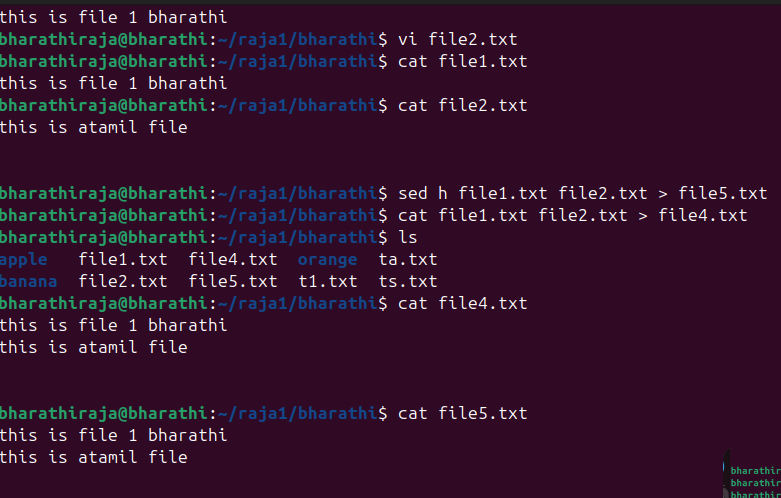 this is file 1 bharathi
bharathiraja@bharathi:~/raja1/bharathi$ vi file2.txt
bharathiraja@bharathi:~/raja1/bharathi$ cat file1.txt
this is file 1 bharathi
bharathiraja@bharathi:~/raja1/bharathi$ cat file2.txt
this is atamil file
bharathiraja@bharathi:~/raja1/bharathi$ sed h file1.txt file2.txt > file5.txt
bharathiraja@bharathi:~/raja1/bharathi$ cat file1.txt file2.txt > file4.txt
bharathiraja@bharathi:~/raja1/bharathi$ ls
apple   file1.txt  file4.txt  orange  ta.txt
banana  file2.txt  file5.txt  t1.txt  ts.txt
bharathiraja@bharathi:~/raja1/bharathi$ cat file4.txt
this is file 1 bharathi
this is atamil file
bharathiraja@bharathi:~/raja1/bharathi$ cat file5.txt
this is file 1 bharathi
this is atamil file
bharathir
bharathir
bharathir